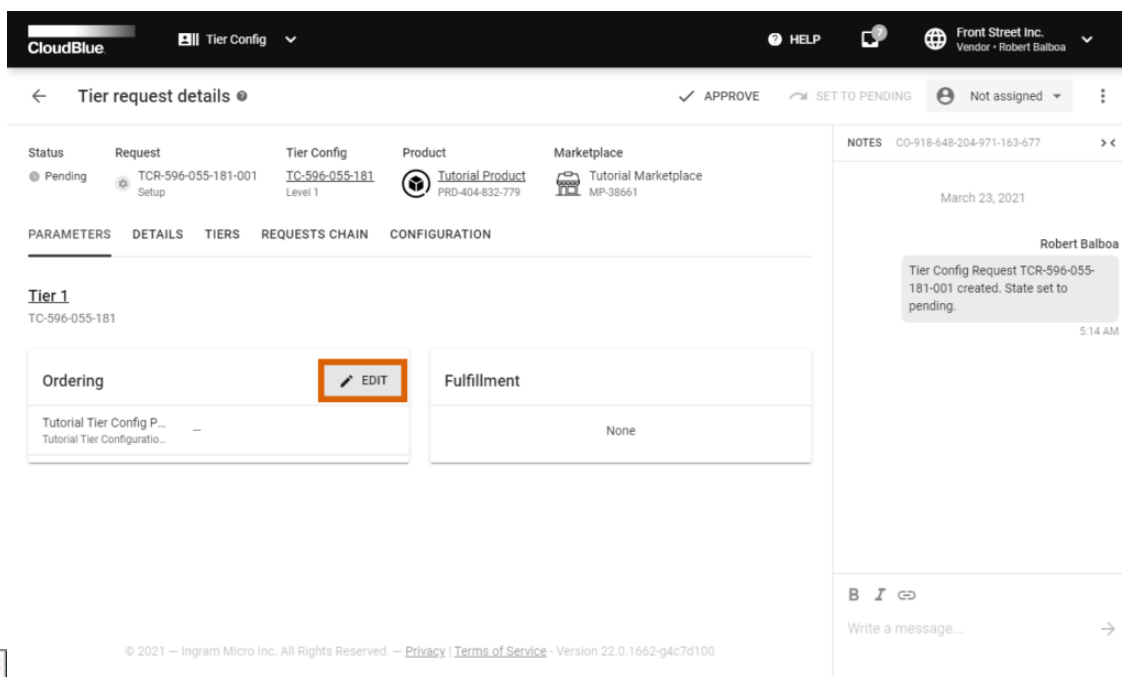 CloudBlue
Tier Config
HELP
7
Front Street Inc.
Vendor • Robert Balboa
Tier request details
APPROVE
SET TO PENDING
Not assigned
Status
Request
Tier Config
Product
Marketplace
Pending
TCR-596-055-181-001
Setup
TC-596-055-181
Level 1
Tutorial Product
PRD-404-832-779
Tutorial Marketplace
MP-38661
PARAMETERS
DETAILS
TIERS
REQUESTS CHAIN
CONFIGURATION
Tier 1
TC-596-055-181
Ordering
EDIT
Tutorial Tier Config P...
Tutorial Tier Configuratio...
—
Fulfillment
None
NOTES CO-918-648-204-971-163-677
March 23, 2021
Robert Balboa
Tier Config Request TCR-596-055-
181-001 created. State set to
pending.
5:14 AM
B I
Write a message...
© 2021 — Ingram Micro Inc. All Rights Reserved. — Privacy | Terms of Service - Version 22.0.1662-g4c7d100